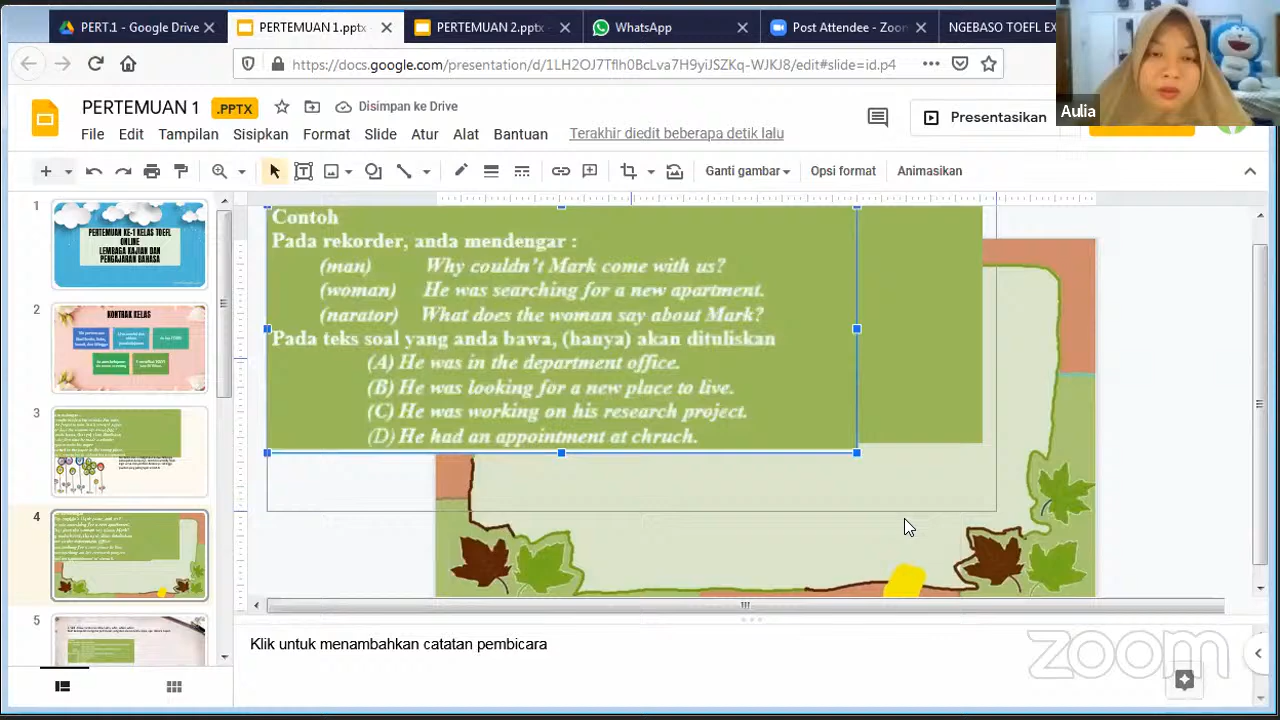 PERT.1 - Google Drive
PERTEMUAN 1.pptx
PERTEMUAN 2.pptx
WhatsApp
Post Attendee - Zoom
NGEBASO TOEFL EX
https://docs.google.com/presentation/d/1LH2OJ7Tflh0BcLva7H9yiJSZKq-WJKJ8/edit#slide=id.p4
Aulia
PERTEMUAN 1 .PPTX
Disimpan ke Drive
File Edit Tampilan Sisipkan Format Slide Atur Alat Bantuan
Terakhir diedit beberapa detik lalu
Presentasikan
Ganti gambar
Opsi format
Animasikan
1
PERTEMUAN KE-1 KELAS TOEFL
ONLINE
LEMBAGA KAJIAN DAN
PENGAJARAN BAHASA
2
KONTRAK KELAS
3
4
5
Contoh
Pada rekorder, anda mendengar :
(man) Why couldn't Mark come with us?
(woman) He was searching for a new apartment.
(narator) What does the woman say about Mark?
Pada teks soal yang anda bawa, (hanya) akan dituliskan
(A) He was in the department office.
(B) He was looking for a new place to live.
(C) He was working on his research project.
(D) He had an appointment at chruch.
Klik untuk menambahkan catatan pembicara
zoom